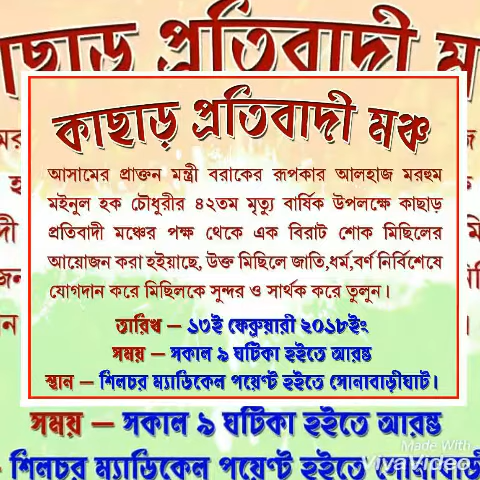 কাছাড় প্রতিবাদী মঞ্চ
আসামের প্রাক্তন মন্ত্রী বরাকের রূপকার আলহাজ মরহুম
মইনুল হক চৌধুরীর ৪২তম মৃত্যু বার্ষিক উপলক্ষে কাছাড়
প্রতিবাদী মঞ্চের পক্ষ থেকে এক বিরাট শোক মিছিলের
আয়োজন করা হইয়াছে, উক্ত মিছিলে জাতি,ধর্ম,বর্ণ নির্বিশেষে
যোগদান করে মিছিলকে সুন্দর ও সার্থক করে তুলুন।
তারিখ – ১৩ই ফেব্রুয়ারী ২০১৮ইং
সময় – সকাল ৯ ঘটিকা হইতে আরম্ভ
স্থান – শিলচর ম্যাডিকেল পয়েণ্ট হইতে সোনাবাড়ীঘাট।
সময় – সকাল ৯ ঘটিকা হইতে আরম্ভ
– শিলচর ম্যাডিকেল পয়েণ্ট হইতে
Made With
VivaVideo